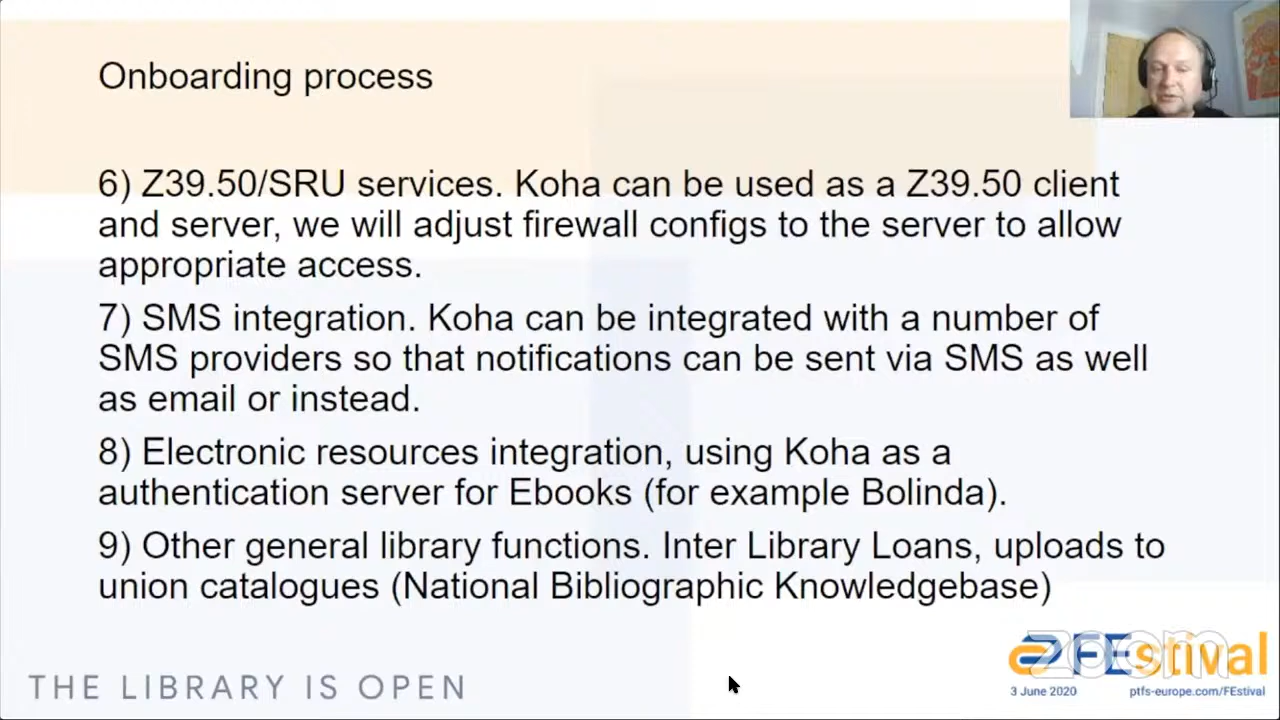 Onboarding process
6) Z39.50/SRU services. Koha can be used as a Z39.50 client
and server, we will adjust firewall configs to the server to allow
appropriate access.
7) SMS integration. Koha can be integrated with a number of
SMS providers so that notifications can be sent via SMS as well
as email or instead.
8) Electronic resources integration, using Koha as a
authentication server for Ebooks (for example Bolinda).
9) Other general library functions. Inter Library Loans, uploads to
union catalogues (National Bibliographic Knowledgebase)
zoom
FEstival
3 June 2020 ptfs-europe.com/FEstival
THE LIBRARY IS OPEN